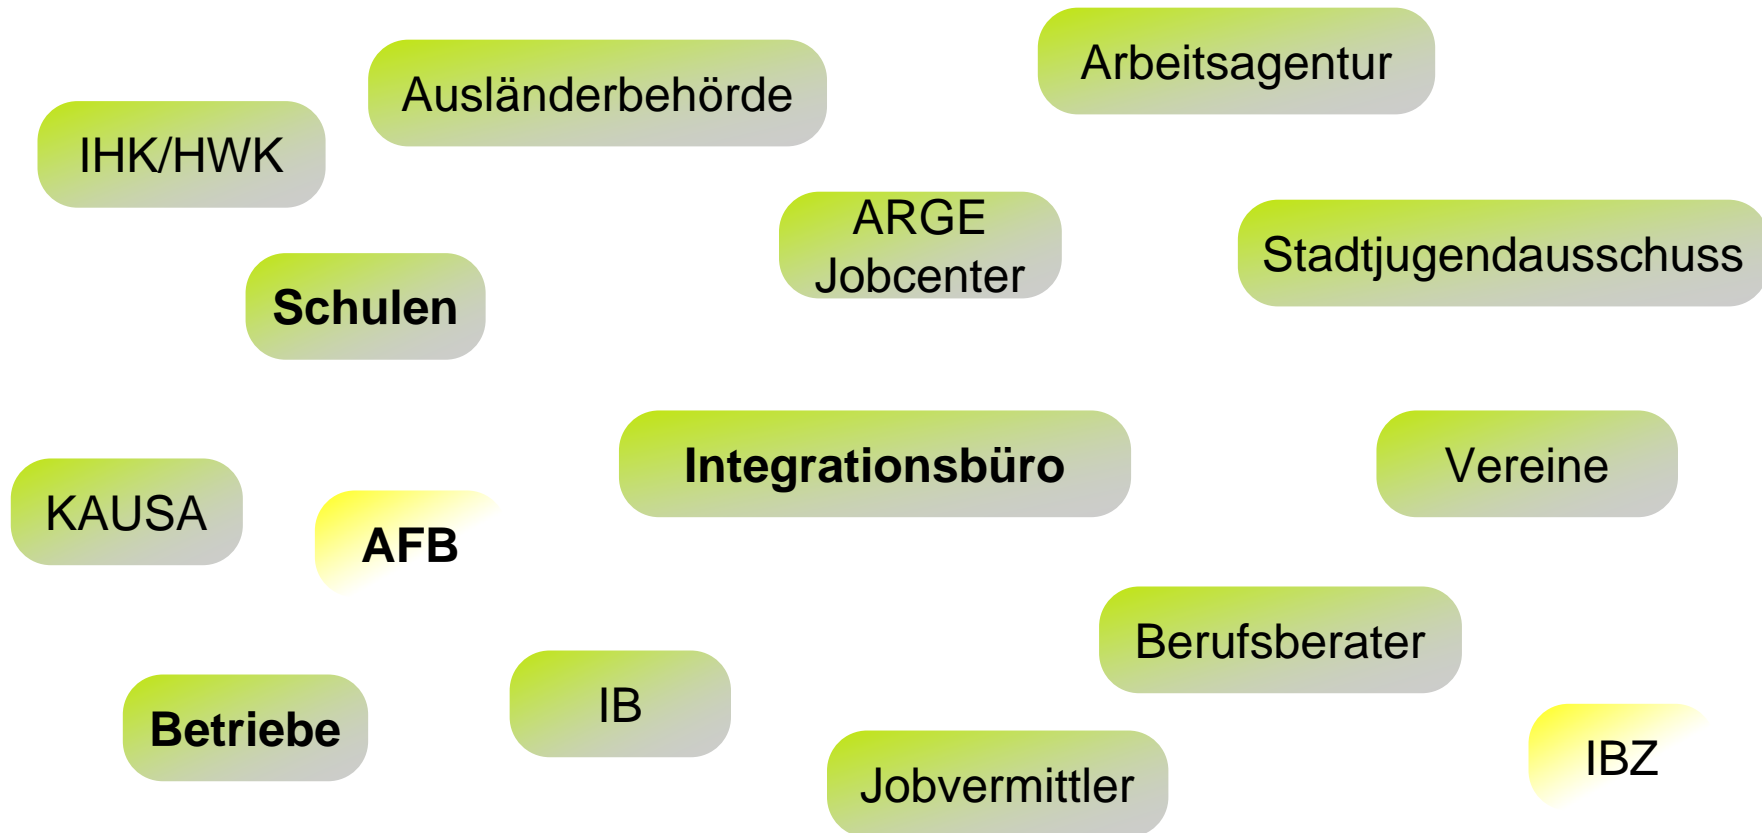 Arbeitsagentur
Ausländerbehörde
IHK/HWK
ARGE
Jobcenter
Stadtjugendausschuss
Schulen
Integrationsbüro
Vereine
KAUSA
AFB
Berufsberater
IB
Betriebe
IBZ
Jobvermittler